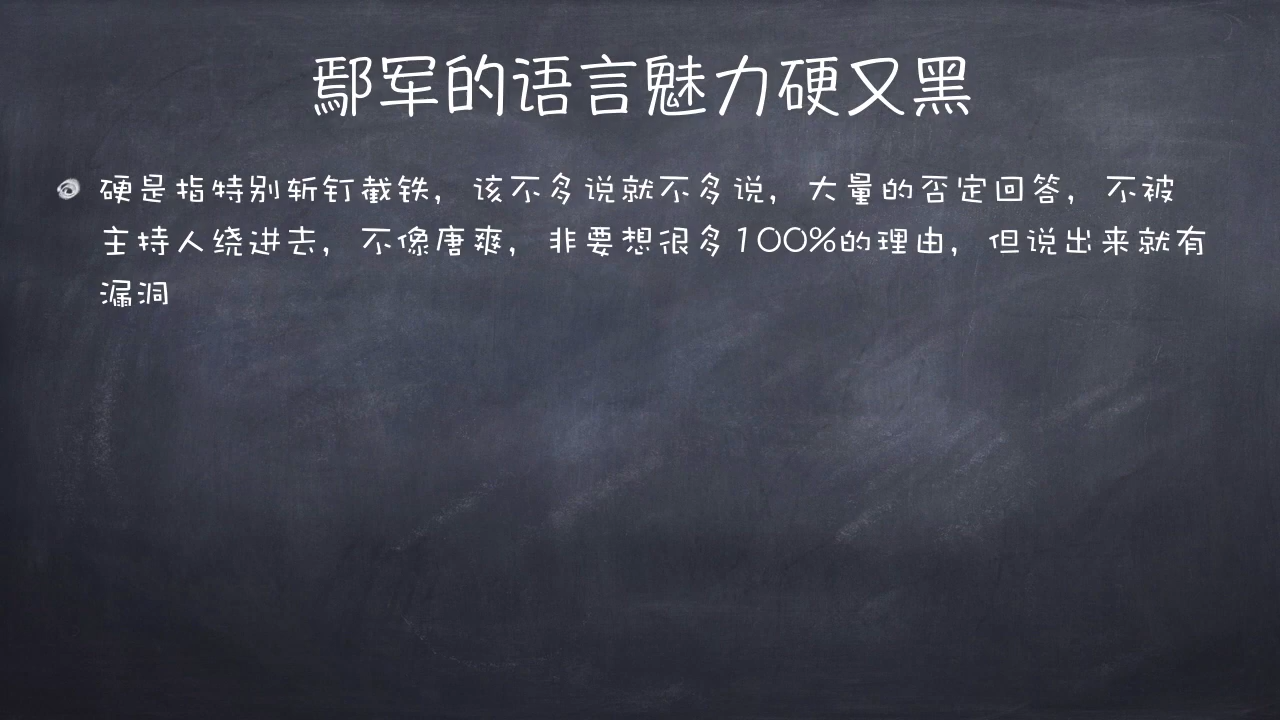 鄢军的语言魅力硬又黑
硬是指特别斩钉截铁，该不多说就不多说，大量的否定回答，不被
主持人绕进去，不像唐爽，非要想很多100%的理由，但说出来就有
漏洞